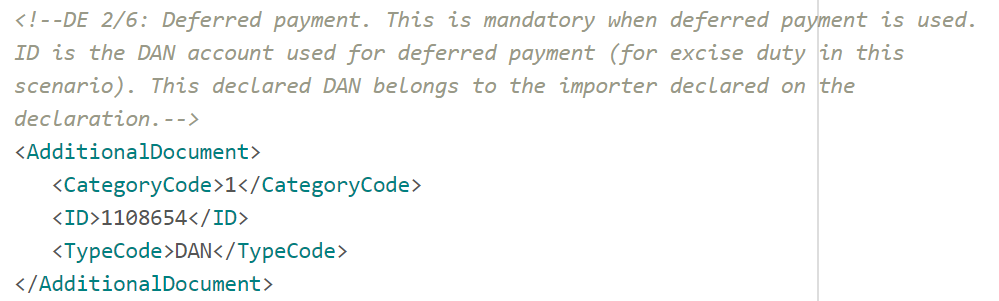 <!--DE 2/6: Deferred payment. This is mandatory when deferred payment is used.
ID is the DAN account used for deferred payment (for excise duty in this
scenario). This declared DAN belongs to the importer declared on the
declaration.-->
<AdditionalDocument>
   <CategoryCode>1</CategoryCode>
   <ID>1108654</ID>
   <TypeCode>DAN</TypeCode>
</AdditionalDocument>